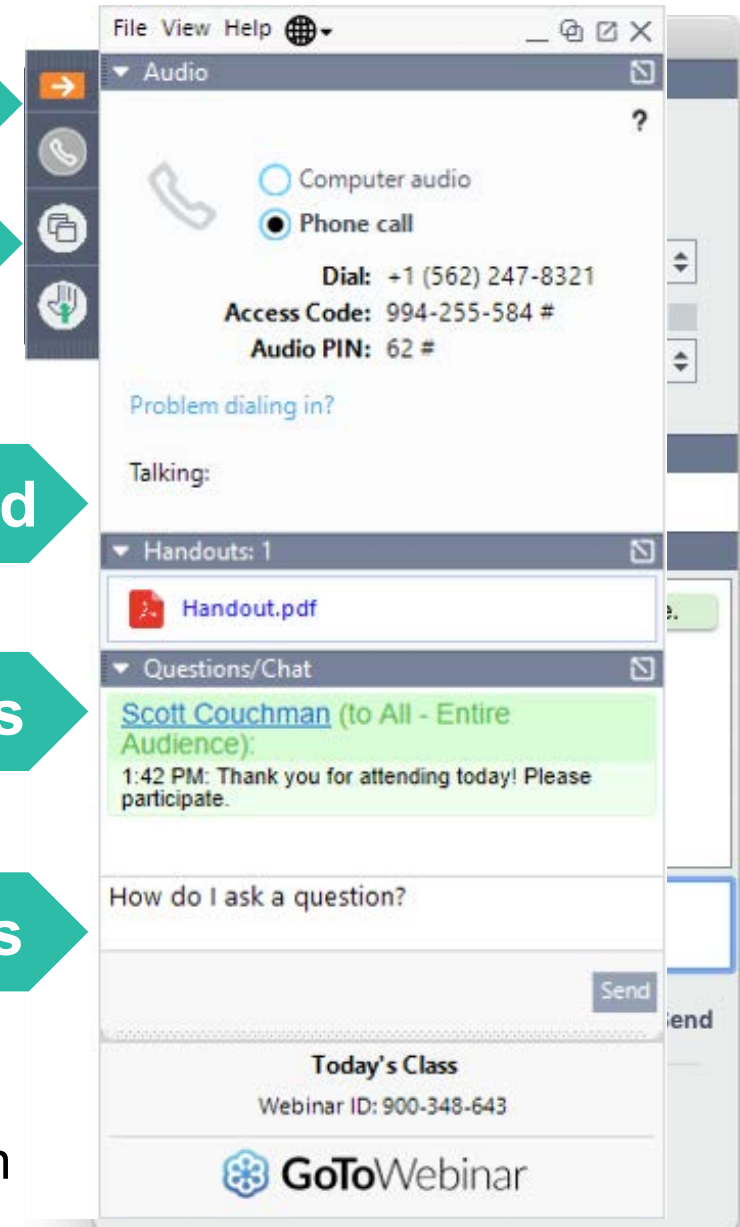 File View Help
Audio
?
Computer audio
Phone call
Dial: +1 (562) 247-8321
Access Code: 994-255-584 #
Audio PIN: 62 #
Problem dialing in?
Talking:
d
Handouts: 1
Handout.pdf
e.
Questions/Chat
s
Scott Couchman (to All - Entire
Audience):
1:42 PM: Thank you for attending today! Please
participate.
How do I ask a question?
s
Send
end
Today's Class
Webinar ID: 900-348-643
n
GoToWebinar